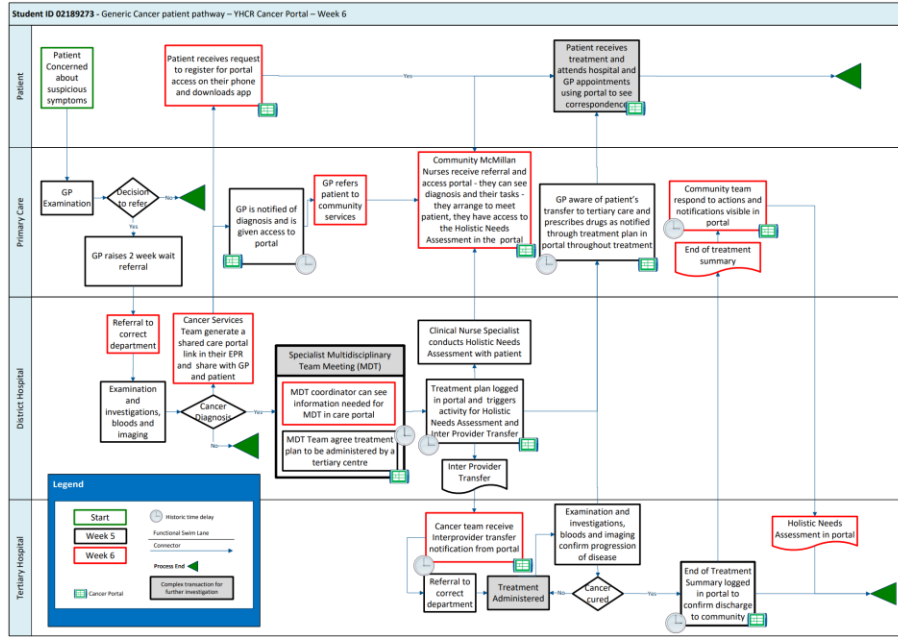 Student ID 02189273 - Generic Cancer patient pathway – YHCR Cancer Portal – Week 6
Patient
Patient
Concerned
about
suspicious
symptoms
Patient receives request
to register for portal
access on their phone
and downloads app
Yes
Patient receives
treatment and
attends hospital and
GP appointments
using portal to see
correspondence
Primary Care
GP
Examination
Decision
to refer
No
Yes
GP raises 2 week wait
referral
GP is notified of
diagnosis and is
given access to
portal
GP refers
patient to
community
services
Community McMillan
Nurses receive referral and
access portal - they can see
diagnosis and their tasks -
they arrange to meet
patient, they have access to
the Holistic Needs
Assessment in the portal
GP aware of patient's
transfer to tertiary care and
prescribes drugs as notified
through treatment plan in
portal throughout treatment
Community team
respond to actions and
notifications visible in
portal
End of treatment
summary
District Hospital
Referral to
correct
department
Examination
and
investigations,
bloods and
imaging
Cancer Services
Team generate a
shared care portal
link in their EPR
and share with GP
and patient
Cancer
Diagnosis
Yes
No
Specialist Multidisciplinary
Team Meeting (MDT)
MDT coordinator can see
information needed for
MDT in care portal
MDT Team agree treatment
plan to be administered by a
tertiary centre
Clinical Nurse Specialist
conducts Holistic Needs
Assessment with patient
Treatment plan logged
in portal and triggers
activity for Holistic
Needs Assessment and
Inter Provider Transfer
Inter Provider
Transfer
Tertiary Hospital
Legend
Start
Week 5
Week 6
Cancer Portal
Historic time delay
Functional Swim Lane
Connector
Process End
Complex transaction for
further investigation
Cancer team receive
Interprovider transfer
notification from portal
Referral to
correct
department
Treatment
Administered
Examination and
investigations,
bloods and imaging
confirm progression
of disease
No
Cancer
cured
Yes
End of Treatment
Summary logged
in portal to
confirm discharge
to community
Holistic Needs
Assessment in portal